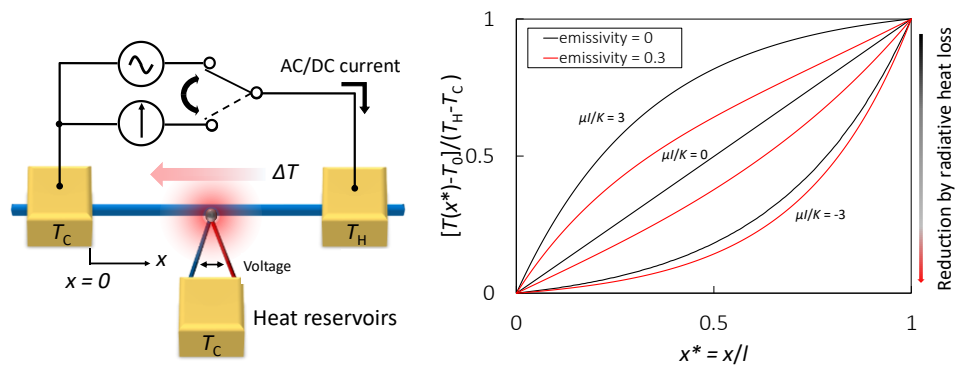 AC/DC current
ΔT
T_C
T_H
x
x = 0
Voltage
Heat reservoirs
T_C
[T(x*)-T_0]/(T_H-T_C)
1
0.5
0
emissivity = 0
emissivity = 0.3
μI/K = 3
μI/K = 0
μI/K = -3
0
0.5
1
x* = x/l
Reduction by radiative heat loss